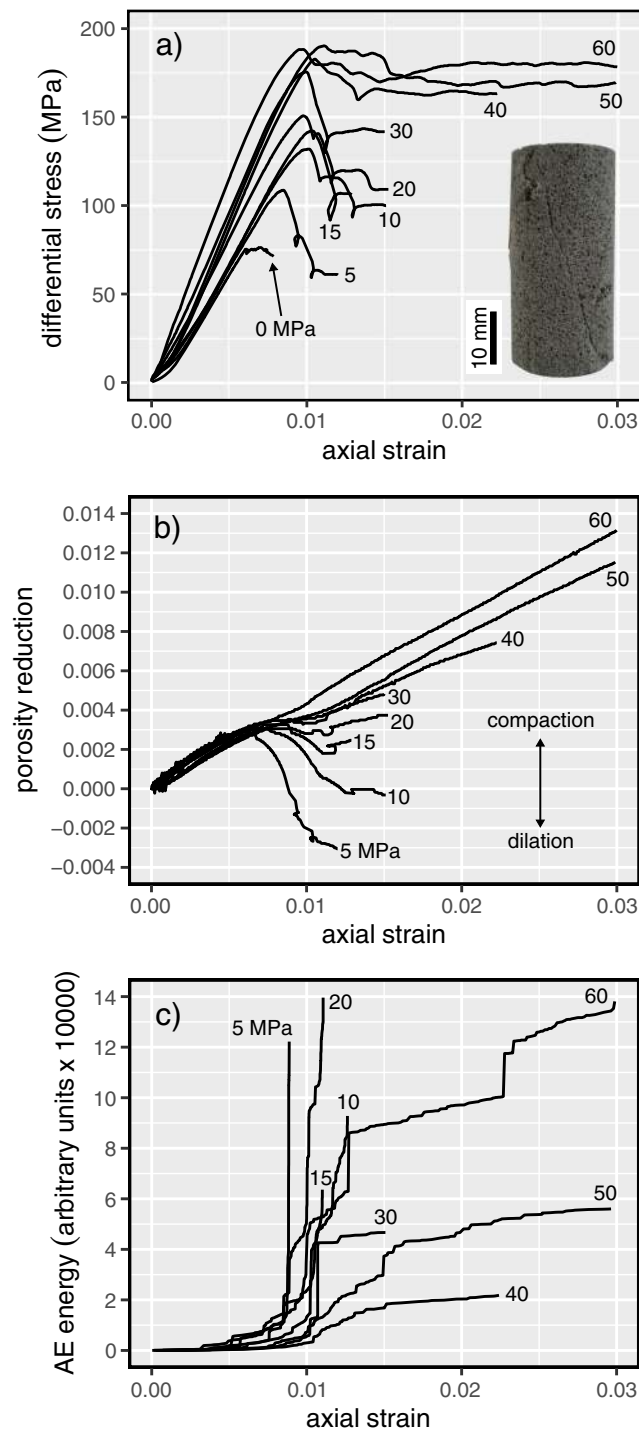 a)
differential stress (MPa)
200
150
100
50
0
60
50
40
30
20
10
15
5
0 MPa
10 mm
0.00 0.01 0.02 0.03
axial strain
b)
porosity reduction
0.014
0.012
0.010
0.008
0.006
0.004
0.002
0.000
−0.002
−0.004
60
50
40
30
20
15
10
5 MPa
compaction
dilation
0.00 0.01 0.02 0.03
axial strain
c)
AE energy (arbitrary units x 10000)
14
12
10
8
6
4
2
0
5 MPa
20
60
10
15
30
50
40
0.00 0.01 0.02 0.03
axial strain